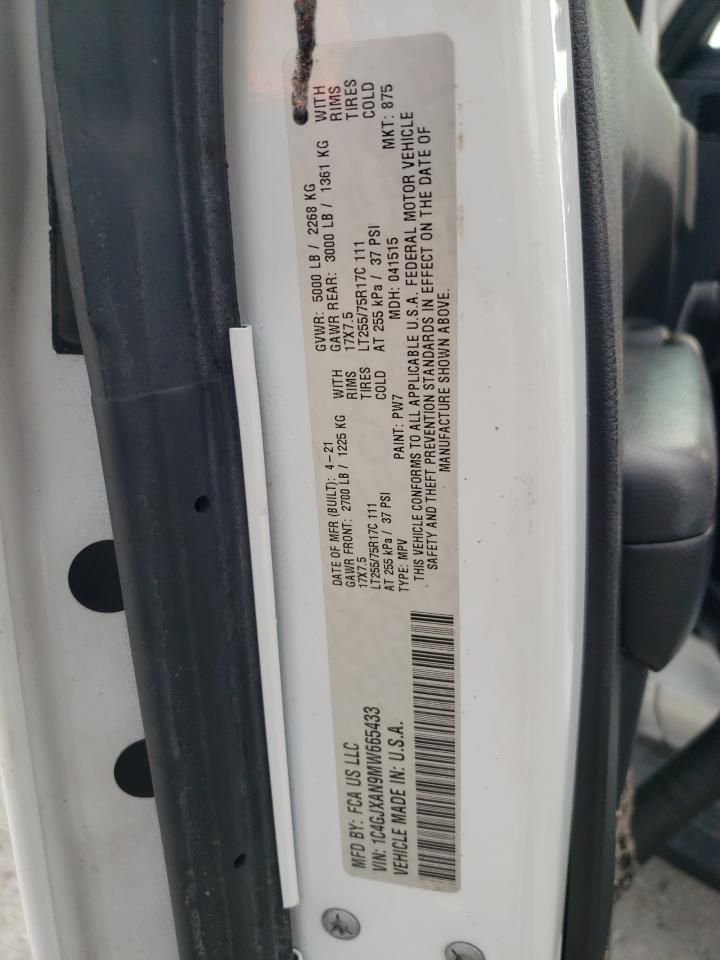 MFD BY: FCA US LLC
DATE OF MFR (BUILT): 4-21
GVWR: 5000 LB / 2268 KG
GAWR FRONT: 2700 LB / 1225 KG WITH
GAWR REAR: 3000 LB / 1361 KG WITH
17X7.5 RIMS
17X7.5 RIMS
LT255/75R17C 111 TIRES
LT255/75R17C 111 TIRES
AT 255 kPa / 37 PSI COLD
AT 255 kPa / 37 PSI COLD
VIN: 1C4GJXAN9MW665433
TYPE: MPV PAINT: PW7 MDH: 041515 MKT: 875
VEHICLE MADE IN: U.S.A.
THIS VEHICLE CONFORMS TO ALL APPLICABLE U.S.A. FEDERAL MOTOR VEHICLE
SAFETY AND THEFT PREVENTION STANDARDS IN EFFECT ON THE DATE OF
MANUFACTURE SHOWN ABOVE.